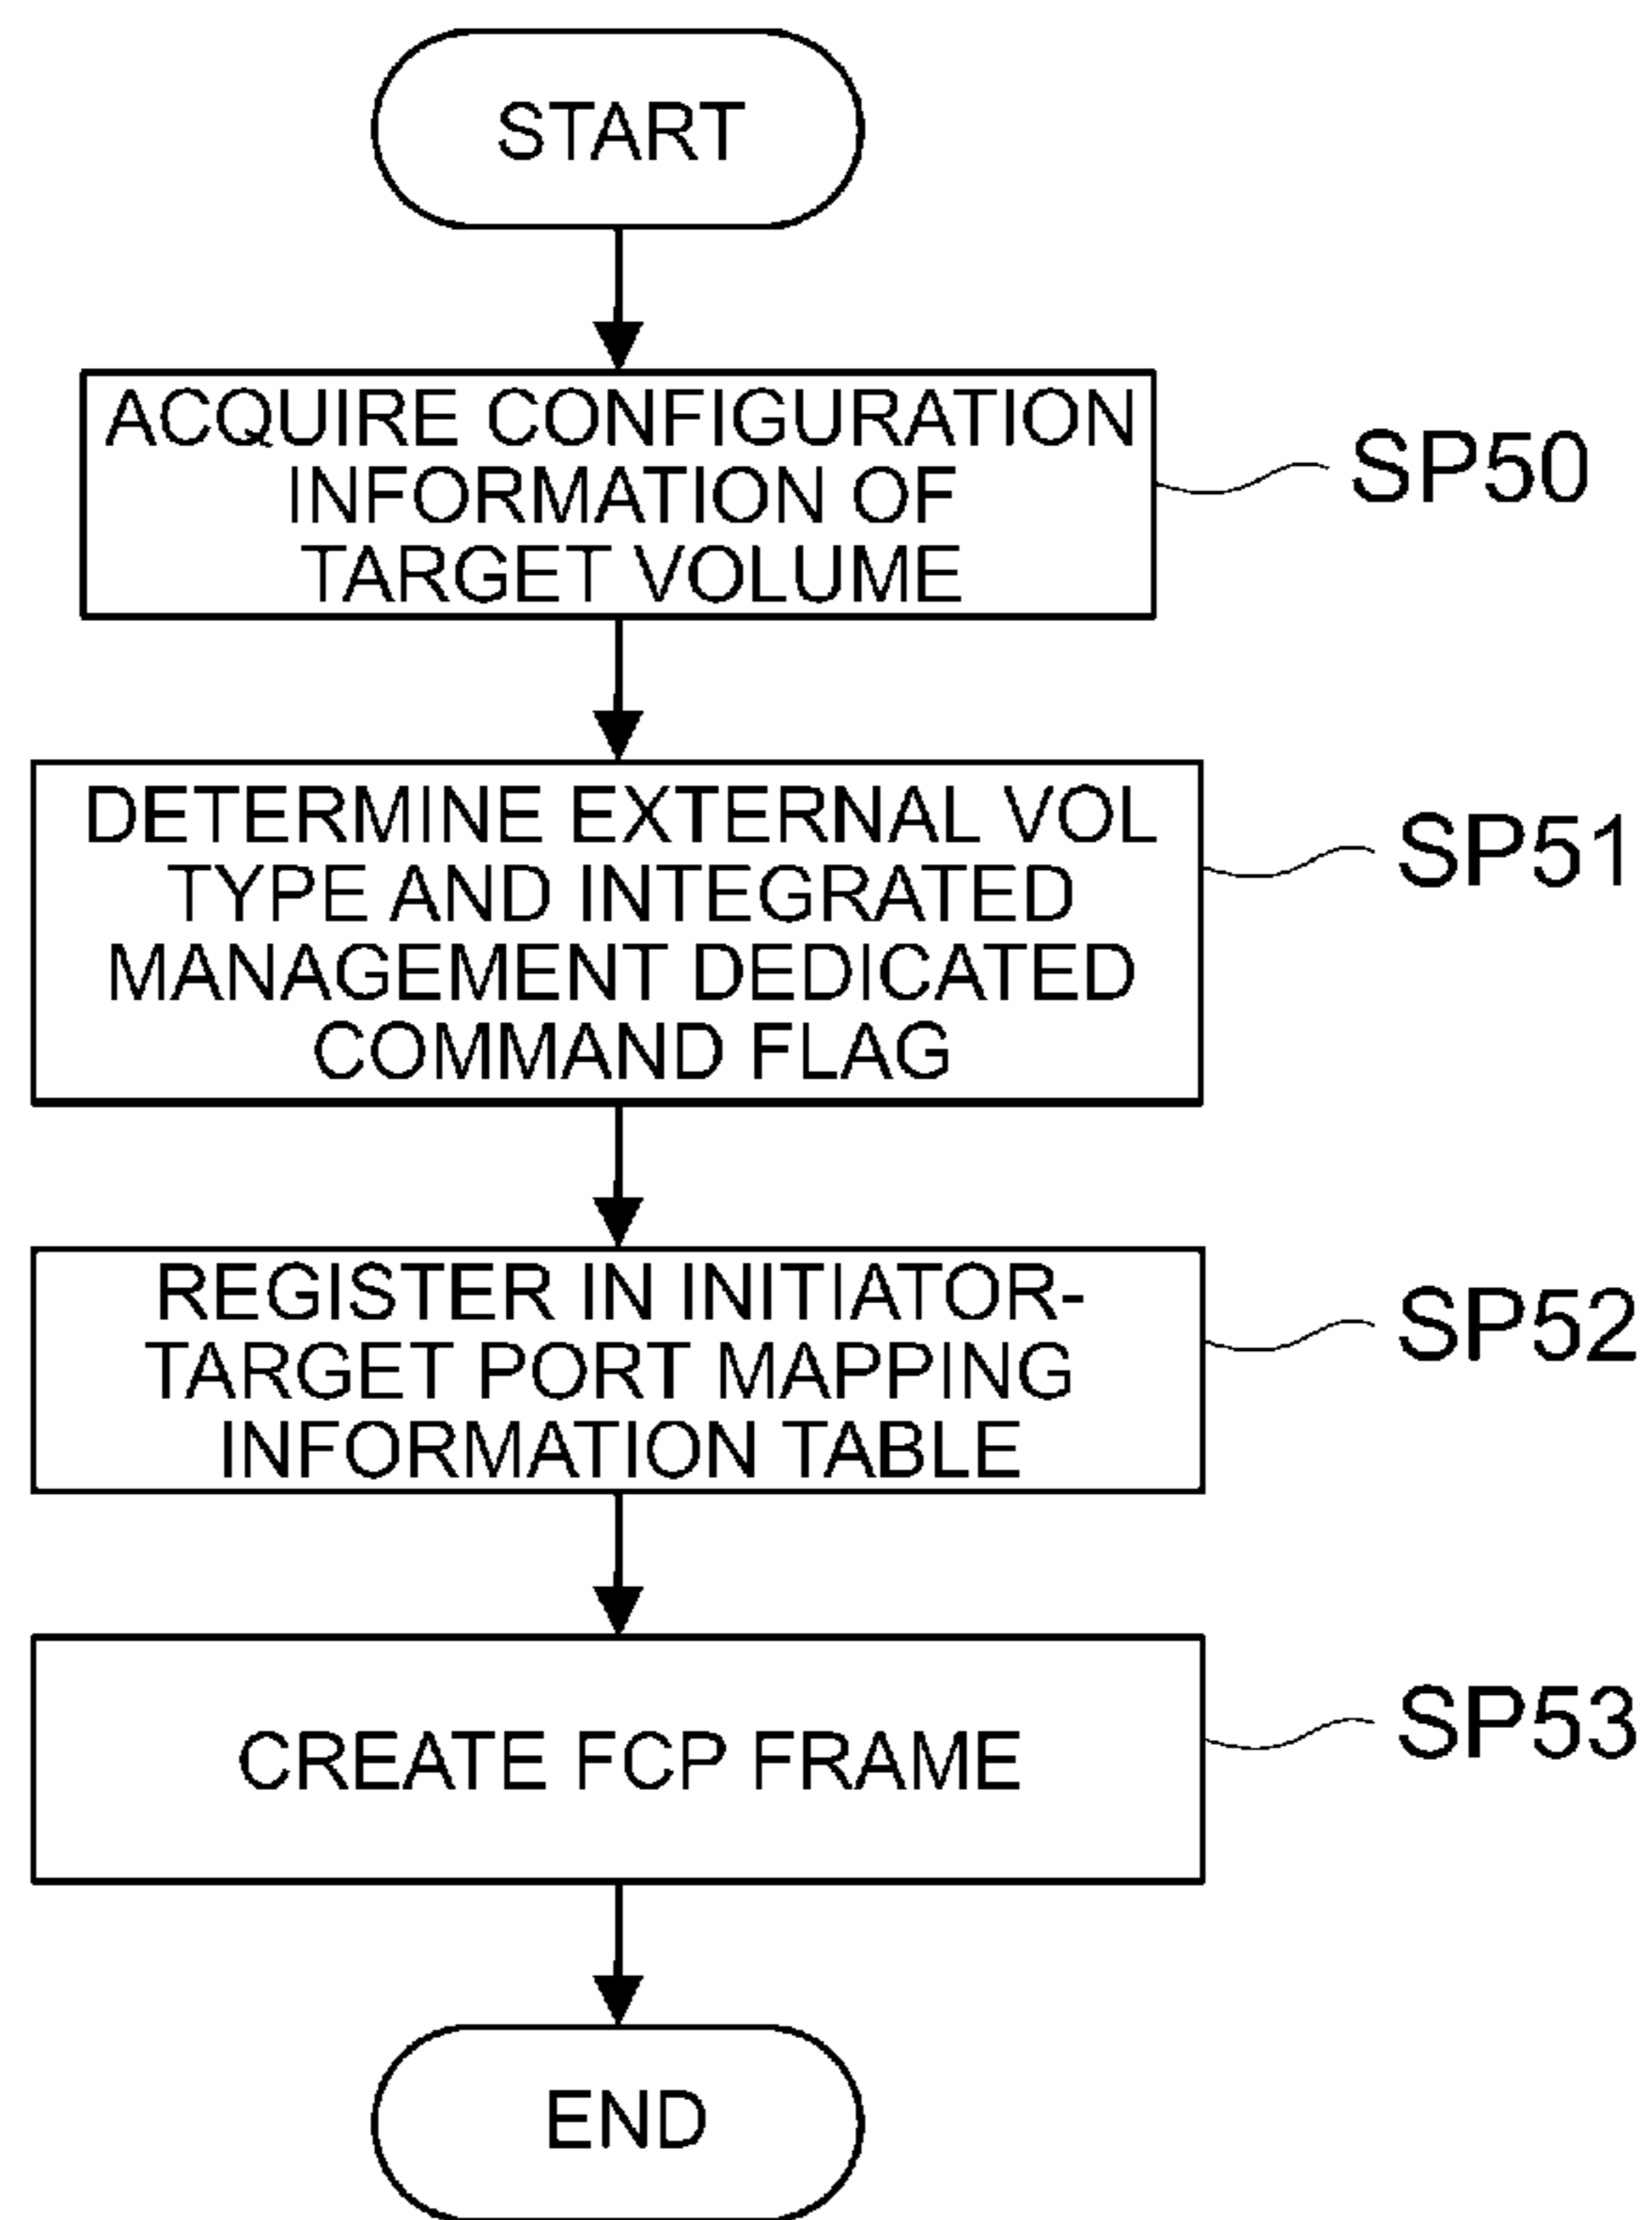 START
ACQUIRE CONFIGURATION
INFORMATION OF
TARGET VOLUME
SP50
DETERMINE EXTERNAL VOL
TYPE AND INTEGRATED
MANAGEMENT DEDICATED
COMMAND FLAG
SP51
REGISTER IN INITIATOR-
TARGET PORT MAPPING
INFORMATION TABLE
SP52
CREATE FCP FRAME
SP53
END